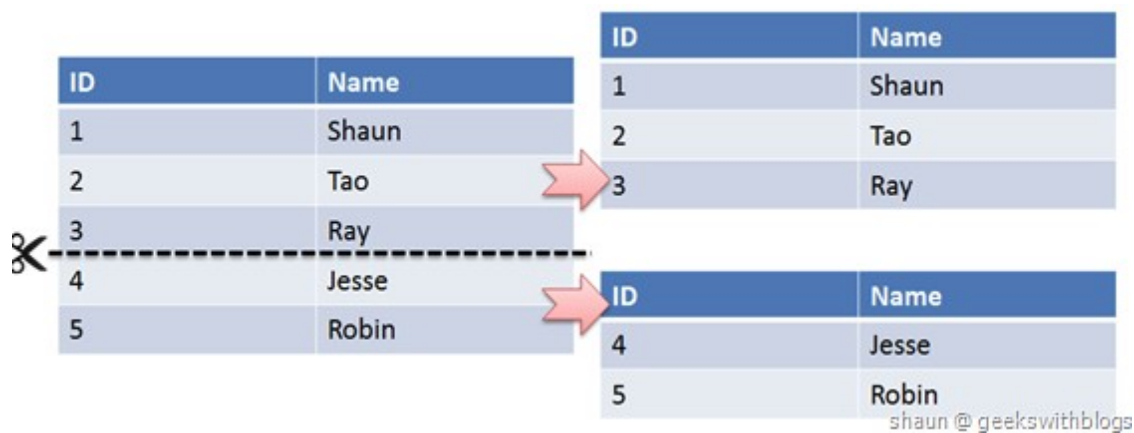 ID Name
1 Shaun
2 Tao
3 Ray
4 Jesse
5 Robin
ID Name
1 Shaun
2 Tao
3 Ray
ID Name
4 Jesse
5 Robin
shaun @ geekswithblogs